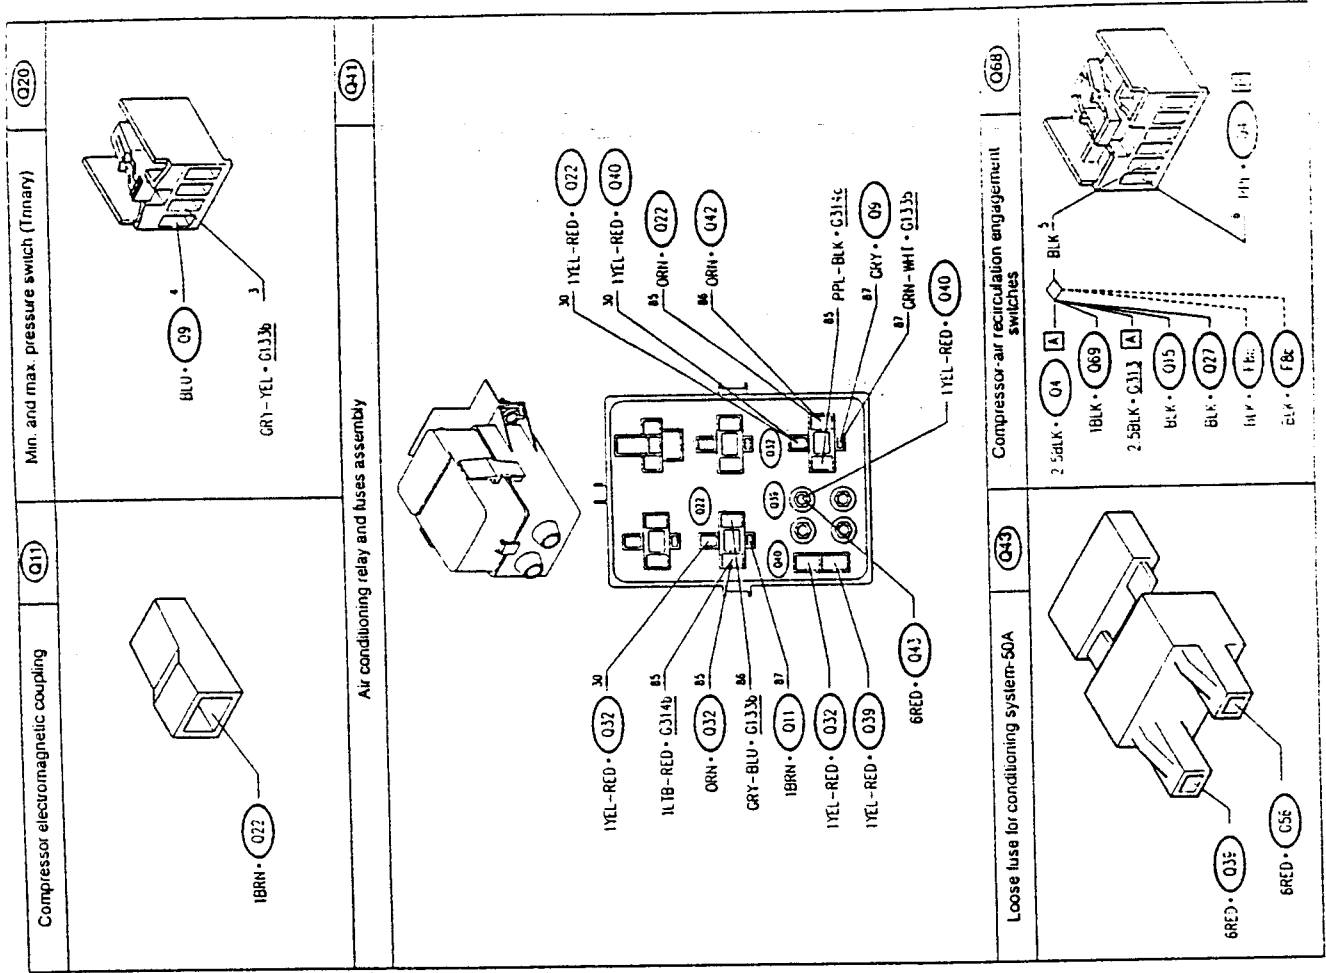 Q11
Compressor electromagnetic coupling
1BRN • Q22
Q20
Min. and max. pressure switch (Trinary)
BLU • Q9 4
GRY-YEL • G133b 3
Q41
Air conditioning relay and fuses assembly
1YEL-RED • Q32 30
1LTB-RED • G314b 85
ORN • Q32 85
GRY-BLU • G133b 86
1BRN • Q11 87
1YEL-RED • Q32
1YEL-RED • Q39
6RED • Q43
30 1YEL-RED • Q22
30 1YEL-RED • Q40
85 ORN • Q22
86 ORN • Q42
85 PPL-BLK • G314c
87 GRY • Q9
87 GRN-WHT • G133b
1YEL-RED • Q40
Q22
Q32
Q39
Q40
Q43
Loose fuse for conditioning system-50A
6RED • Q39
6RED • G56
Q68
Compressor-air recirculation engagement
switches
2.5BLK • Q4 A
1BLK • Q69
2.5BLK • G313 A
BLK • Q15
BLK • Q27
BLK •
BLK • F8c
BLK 5